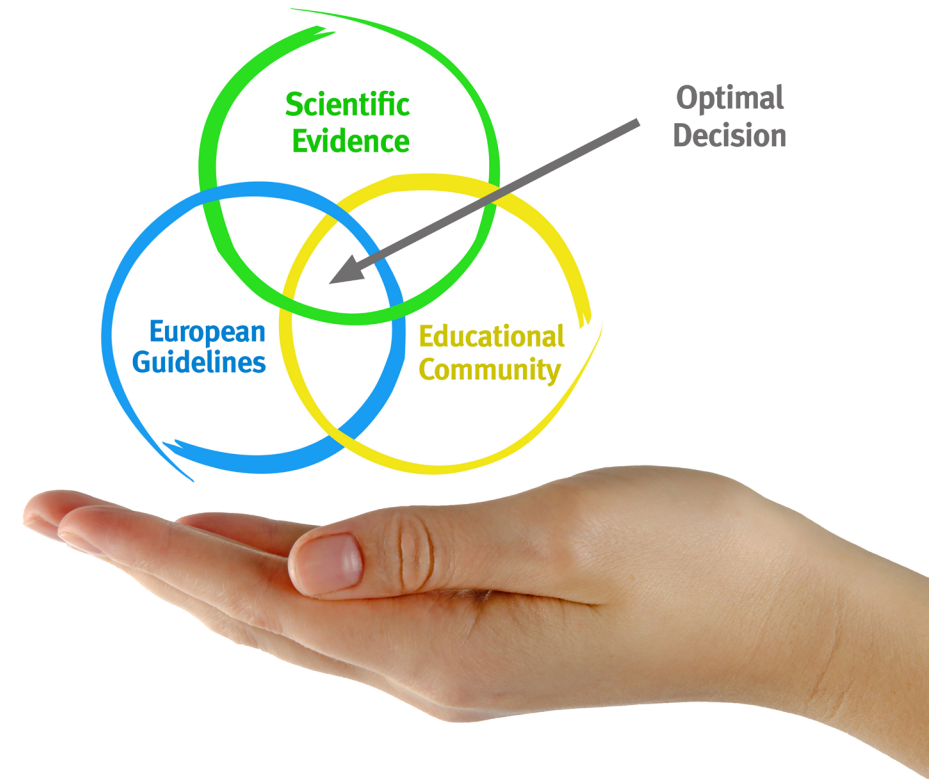 Scientific
Evidence
Optimal
Decision
European
Guidelines
Educational
Community